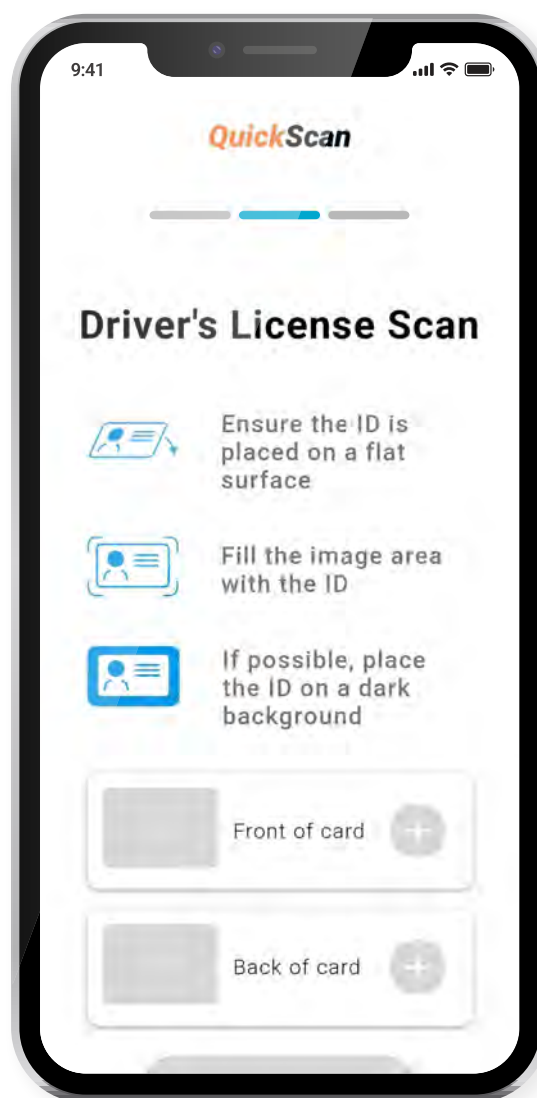 9:41
QuickScan
Driver's License Scan
Ensure the ID is
placed on a flat
surface
Fill the image area
with the ID
If possible, place
the ID on a dark
background
Front of card
Back of card